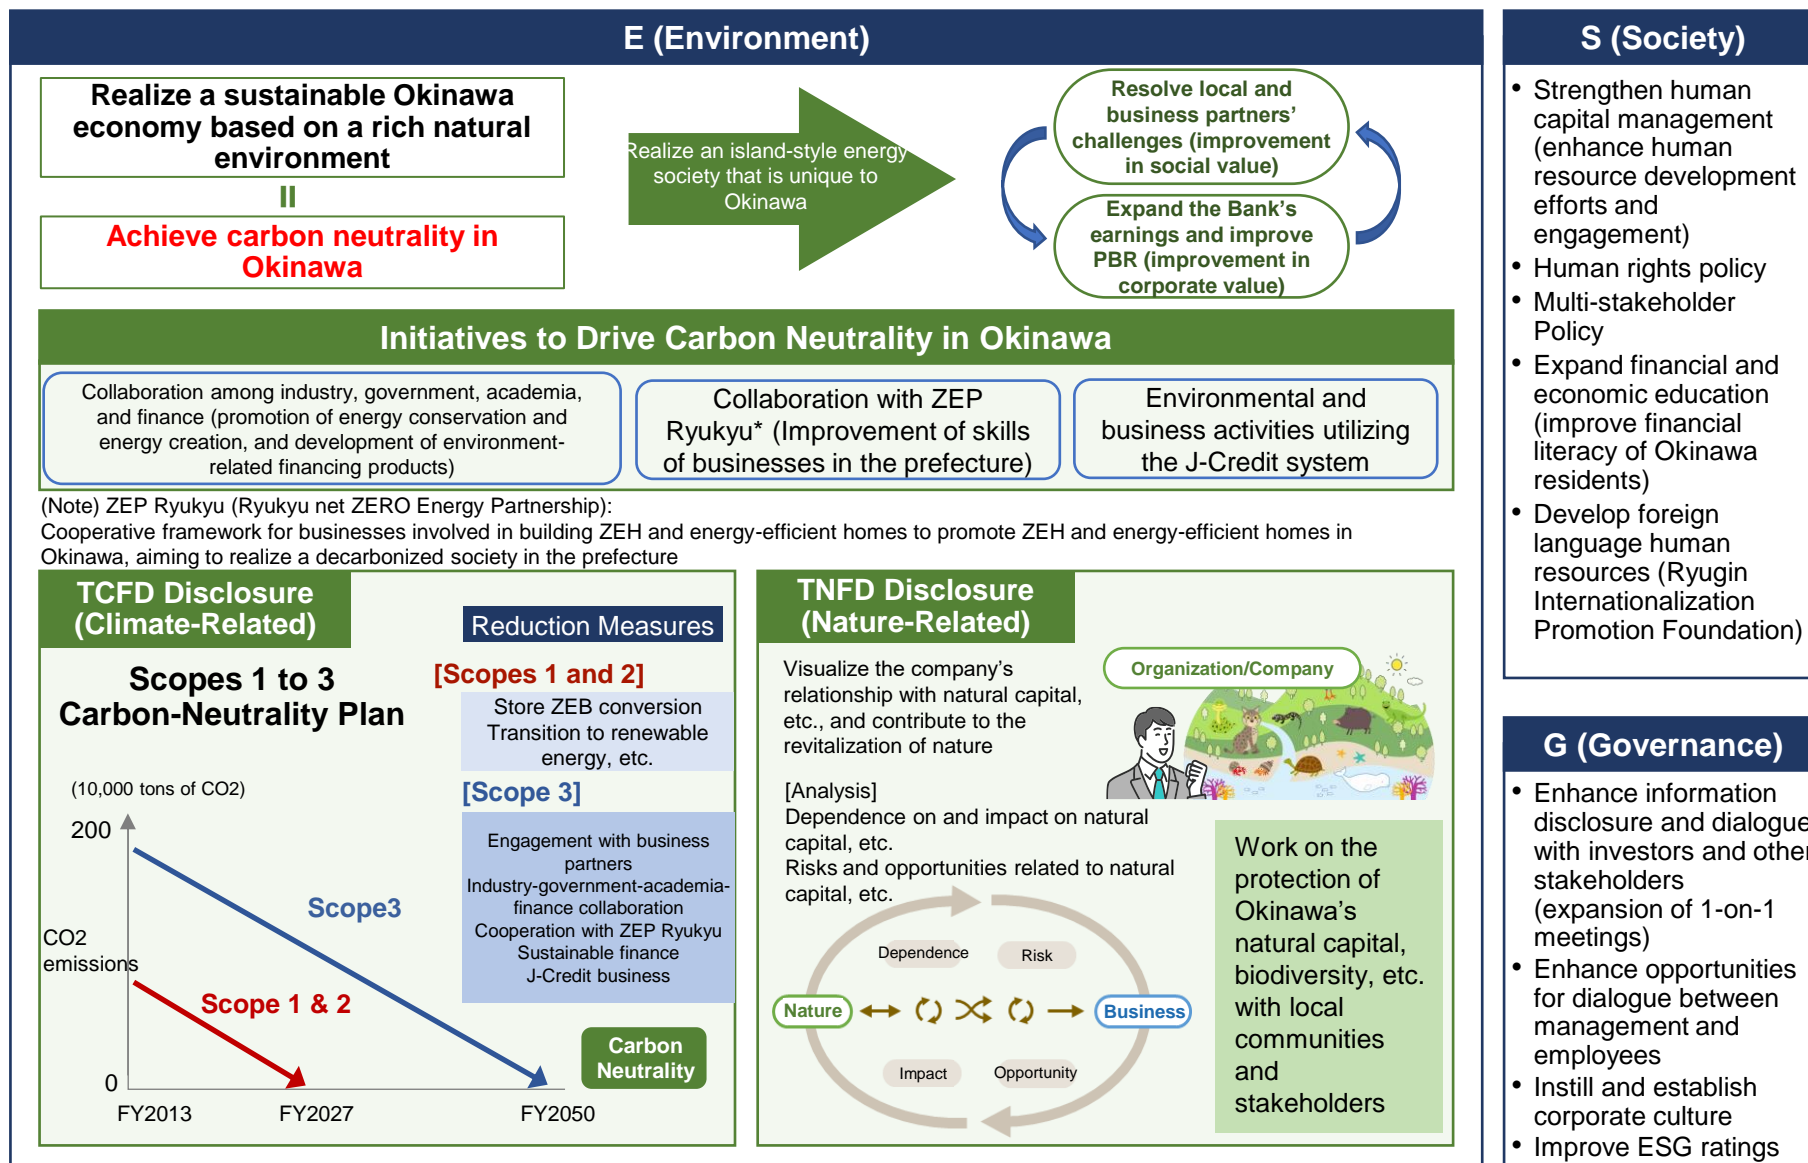 E (Environment)
Realize a sustainable Okinawa
economy based on a rich natural
environment
=
Achieve carbon neutrality in
Okinawa
Realize an island-style energy
society that is unique to
Okinawa
Resolve local and
business partners'
challenges (improvement
in social value)
Expand the Bank's
earnings and improve
PBR (improvement in
corporate value)
Initiatives to Drive Carbon Neutrality in Okinawa
Collaboration among industry, government, academia,
and finance (promotion of energy conservation and
energy creation, and development of environment-
related financing products)
Collaboration with ZEP
Ryukyu* (Improvement of skills
of businesses in the prefecture)
Environmental and
business activities utilizing
the J-Credit system
(Note) ZEP Ryukyu (Ryukyu net ZERO Energy Partnership):
Cooperative framework for businesses involved in building ZEH and energy-efficient homes to promote ZEH and energy-efficient homes in
Okinawa, aiming to realize a decarbonized society in the prefecture
TCFD Disclosure
(Climate-Related)
Reduction Measures
Scopes 1 to 3
Carbon-Neutrality Plan
[Scopes 1 and 2]
Store ZEB conversion
Transition to renewable
energy, etc.
[Scope 3]
Engagement with business
partners
Industry-government-academia-
finance collaboration
Cooperation with ZEP Ryukyu
Sustainable finance
J-Credit business
(10,000 tons of CO2)
200
Scope3
CO2
emissions
Scope 1 & 2
Carbon
Neutrality
0
FY2013
FY2027
FY2050
TNFD Disclosure
(Nature-Related)
Visualize the company's
relationship with natural capital,
etc., and contribute to the
revitalization of nature
Organization/Company
[Analysis]
Dependence on and impact on natural
capital, etc.
Risks and opportunities related to natural
capital, etc.
Dependence
Risk
Nature
Business
Impact
Opportunity
Work on the
protection of
Okinawa's
natural capital,
biodiversity, etc.
with local
communities
and
stakeholders
S (Society)
• Strengthen human
capital management
(enhance human
resource development
efforts and
engagement)
• Human rights policy
• Multi-stakeholder
Policy
• Expand financial and
economic education
(improve financial
literacy of Okinawa
residents)
• Develop foreign
language human
resources (Ryugin
Internationalization
Promotion Foundation)
G (Governance)
• Enhance information
disclosure and dialogue
with investors and other
stakeholders
(expansion of 1-on-1
meetings)
• Enhance opportunities
for dialogue between
management and
employees
• Instill and establish
corporate culture
• Improve ESG ratings